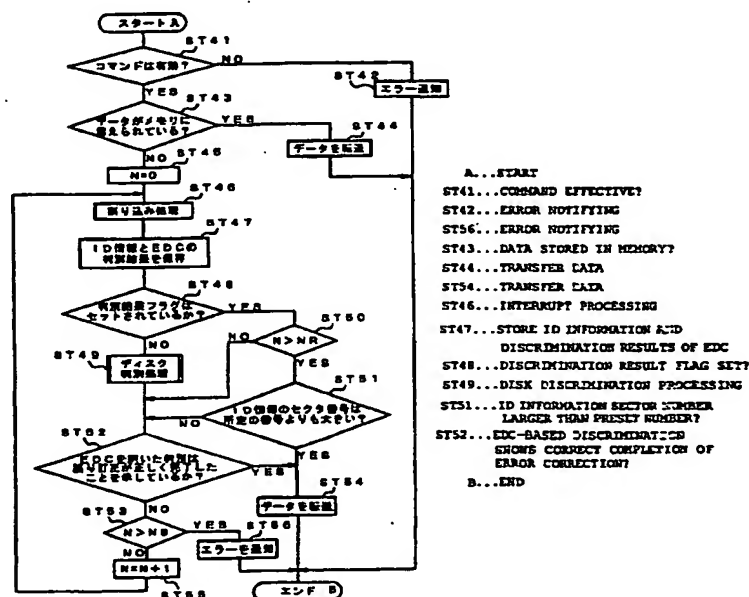 スタート A
ST41
コマンドは有効?
NO
ST42
エラー通知
YES
ST43
データがメモリに
蓄えられている?
YES
ST44
データを転送
NO
ST45
N=0
ST46
割り込み処理
ST47
ID情報とEDCの
判別結果を保存
ST48
判別結果フラグは
セットされているか?
YES
NO
ST49
ディスク
判別処理
ST50
N>NR
NO
YES
ST51
ID情報のセクタ番号は
所定の番号よりも大きい?
NO
YES
ST52
EDCを用いた判別は
誤り訂正が正しく完了した
ことを示しているか?
YES
ST54
データを転送
NO
ST53
YES
ST56
エラーを通知
NO
N=N+1
ST55
エンド B
A...START
ST41...COMMAND EFFECTIVE?
ST42...ERROR NOTIFYING
ST56...ERROR NOTIFYING
ST43...DATA STORED IN MEMORY?
ST44...TRANSFER DATA
ST54...TRANSFER DATA
ST46...INTERRUPT PROCESSING
ST47...STORE ID INFORMATION AND
DISCRIMINATION RESULTS OF EDC
ST48...DISCRIMINATION RESULT FLAG SET?
ST49...DISK DISCRIMINATION PROCESSING
ST51...ID INFORMATION SECTOR NUMBER
LARGER THAN PRESET NUMBER?
ST52...EDC-BASED DISCRIMINATION
SHOWS CORRECT COMPLETION OF
ERROR CORRECTION?
B...END